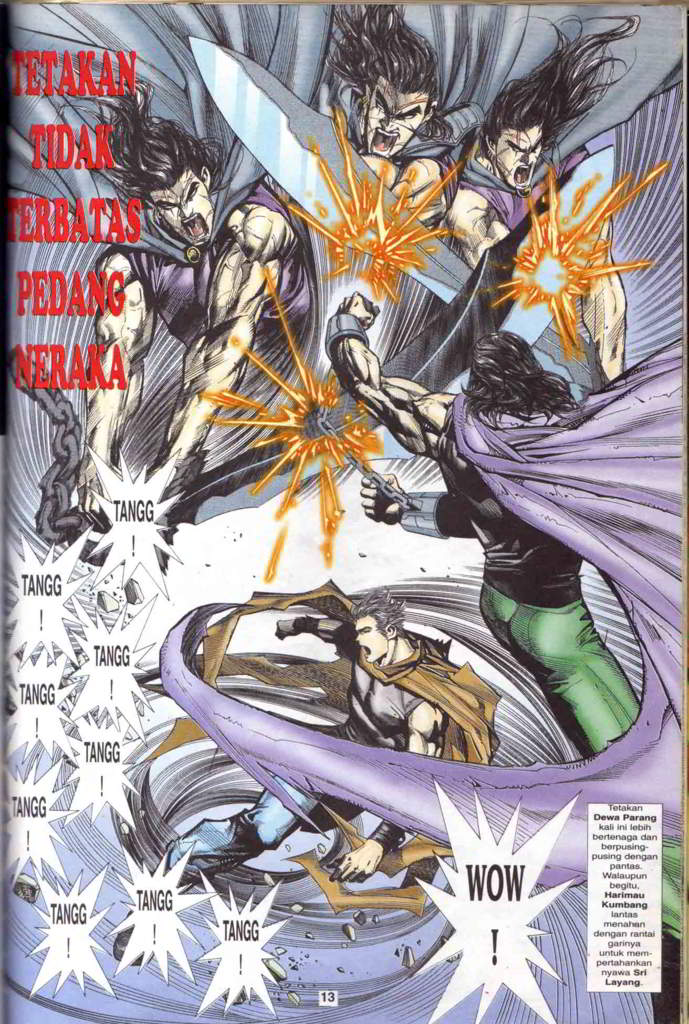 TETAKAN
TIDAK
TERBATAS
PEDANG
NERAKA
TANGG
!
TANGG
!
TANGG
!
TANGG
!
TANGG
!
TANGG
!
TANGG
!
TANGG
!
TANGG
!
WOW
!
Tetakan
Dewa Parang
kali ini lebih
bertenaga dan
berpusing-
pusing dengan
pantas.
Walaupun
begitu,
Harimau
Kumbang
lantas
menahan
dengan rantai
garinya
untuk mem-
pertahankan
nyawa Sri
Layang.
13